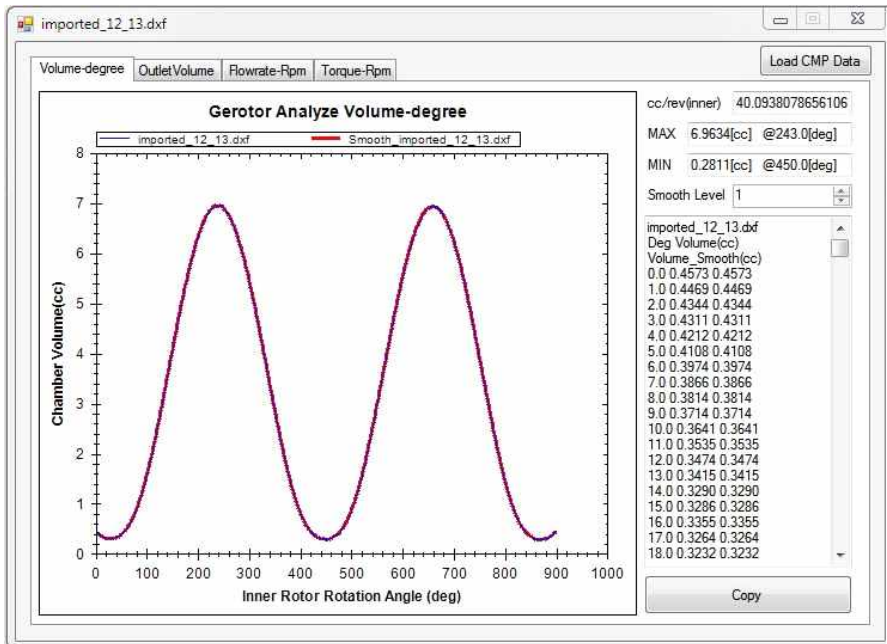 imported_12_13.dxf
Load CMP Data
Volume-degree OutletVolume Flowrate-Rpm Torque-Rpm
Gerotor Analyze Volume-degree
imported_12_13.dxf Smooth_imported_12_13.dxf
Chamber Volume(cc)
8
7
6
5
4
3
2
1
0
0 100 200 300 400 500 600 700 800 900 1000
Inner Rotor Rotation Angle (deg)
cc/rev(inner) 40.0938078656106
MAX 6.9634[cc] @243.0[deg]
MIN 0.2811[cc] @450.0[deg]
Smooth Level 1
imported_12_13.dxf
Deg Volume(cc)
Volume_Smooth(cc)
0.0 0.4573 0.4573
1.0 0.4469 0.4469
2.0 0.4344 0.4344
3.0 0.4311 0.4311
4.0 0.4212 0.4212
5.0 0.4108 0.4108
6.0 0.3974 0.3974
7.0 0.3866 0.3866
8.0 0.3814 0.3814
9.0 0.3714 0.3714
10.0 0.3641 0.3641
11.0 0.3535 0.3535
12.0 0.3474 0.3474
13.0 0.3415 0.3415
14.0 0.3290 0.3290
15.0 0.3286 0.3286
16.0 0.3355 0.3355
17.0 0.3264 0.3264
18.0 0.3232 0.3232
Copy